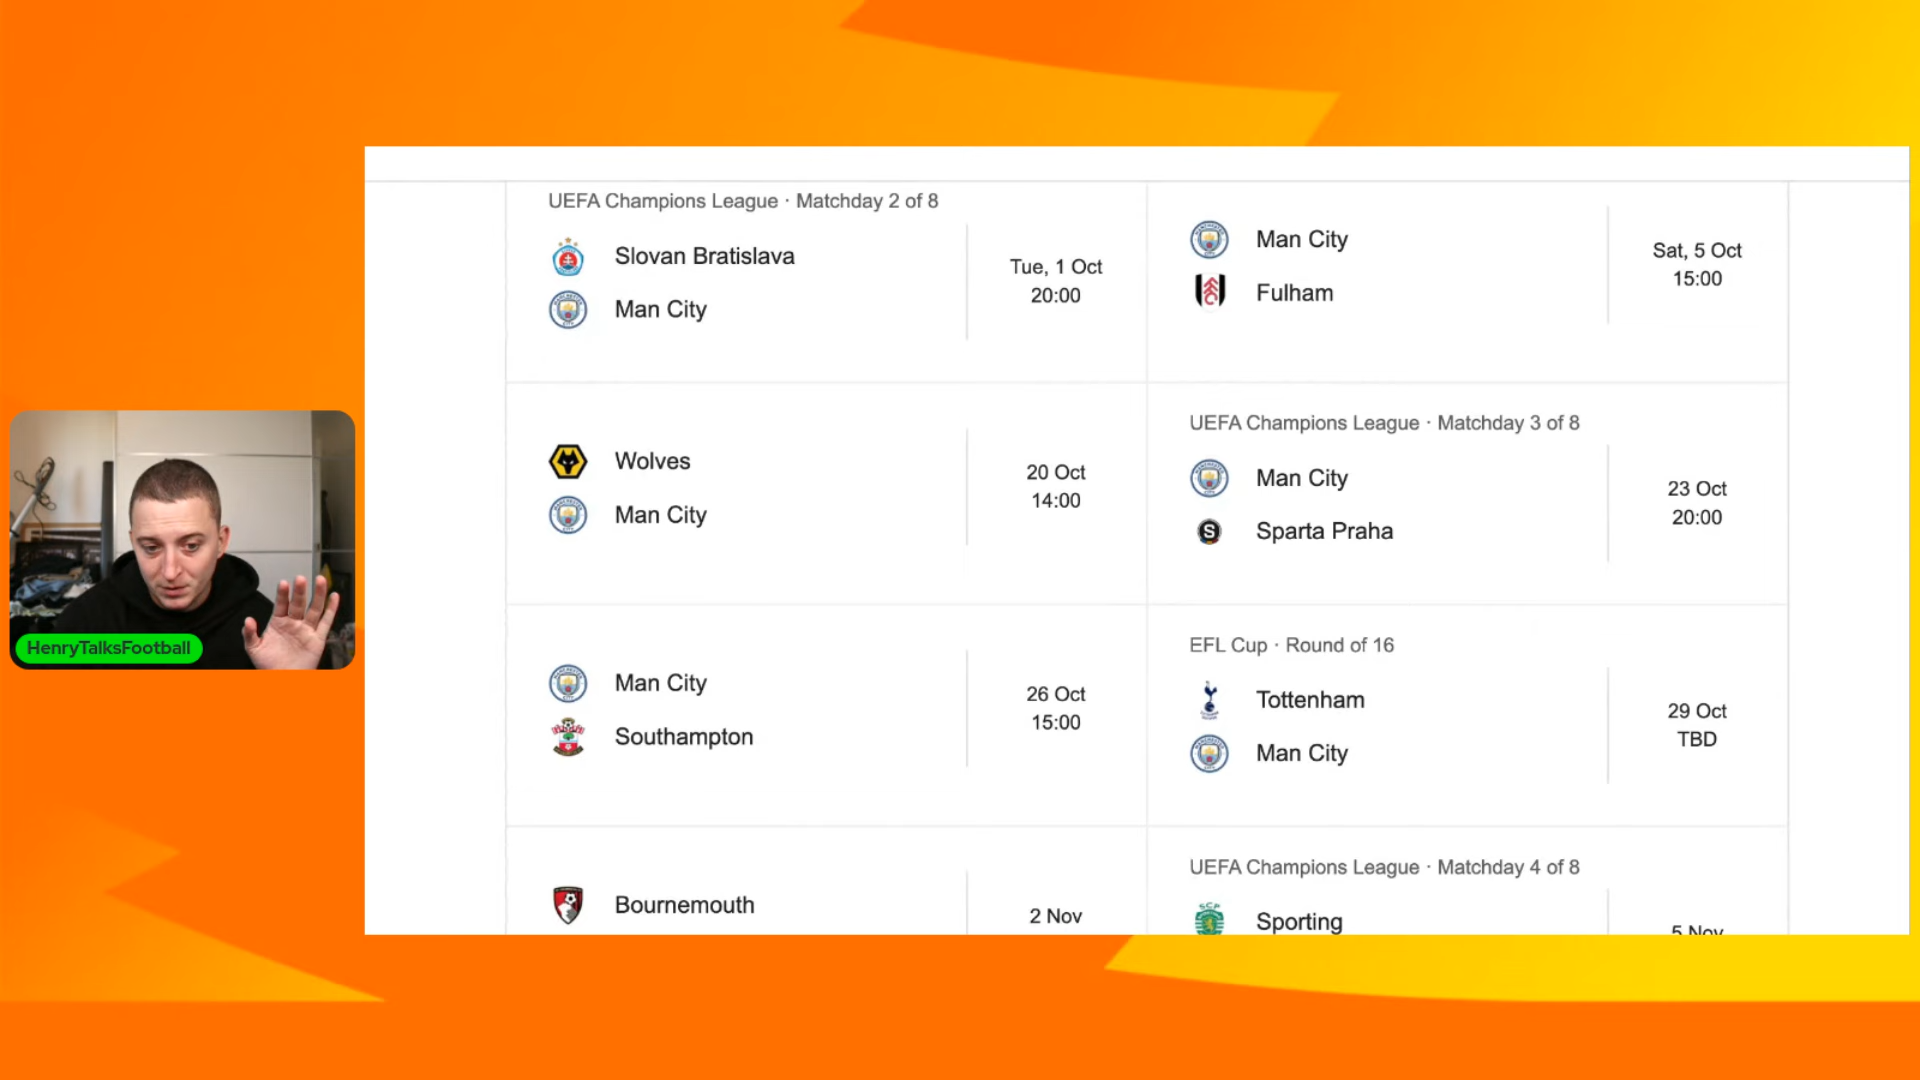 UEFA Champions League · Matchday 2 of 8
Slovan Bratislava
Man City
Tue, 1 Oct
20:00
Man City
Fulham
Sat, 5 Oct
15:00
Wolves
Man City
20 Oct
14:00
UEFA Champions League · Matchday 3 of 8
Man City
Sparta Praha
23 Oct
20:00
Man City
Southampton
26 Oct
15:00
EFL Cup · Round of 16
Tottenham
Man City
29 Oct
TBD
Bournemouth
2 Nov
UEFA Champions League · Matchday 4 of 8
Sporting
5 Nov
HenryTalksFootball